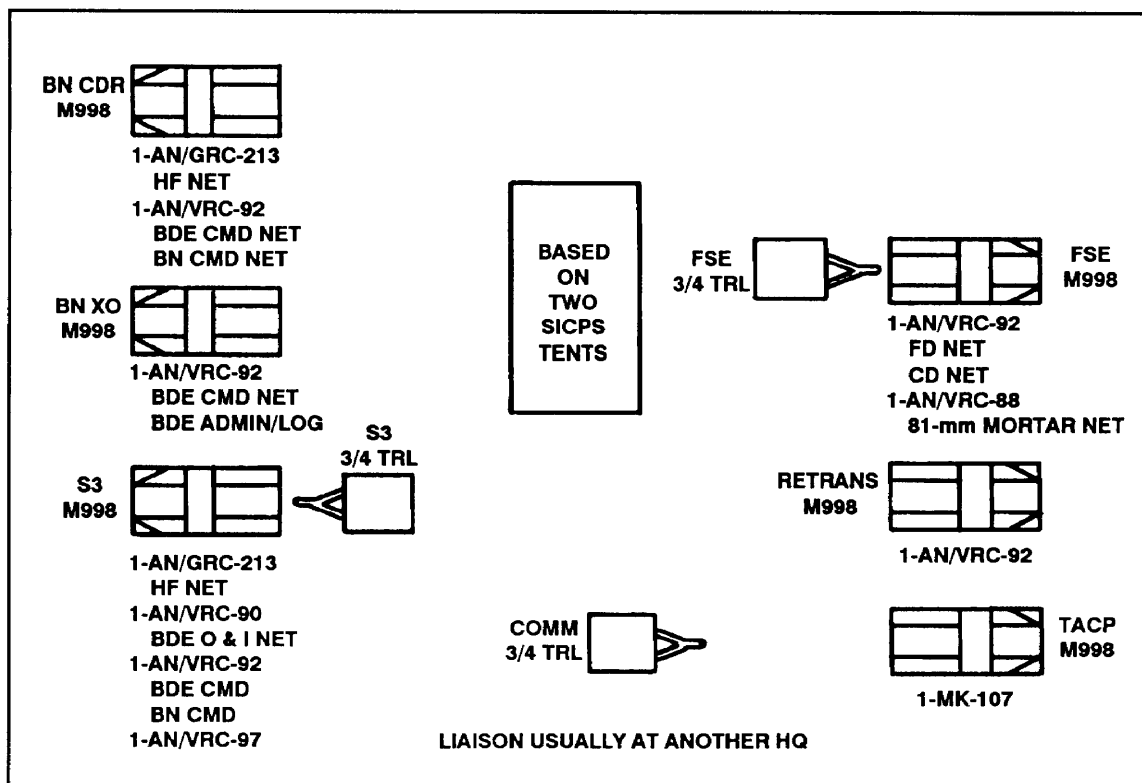 BN CDR
M998
1-AN/GRC-213
HF NET
1-AN/VRC-92
BDE CMD NET
BN CMD NET
BN XO
M998
1-AN/VRC-92
BDE CMD NET
BDE ADMIN/LOG
S3
3/4 TRL
S3
M998
1-AN/GRC-213
HF NET
1-AN/VRC-90
BDE O & I NET
1-AN/VRC-92
BDE CMD
BN CMD
1-AN/VRC-97
BASED
ON
TWO
SICPS
TENTS
COMM
3/4 TRL
FSE
3/4 TRL
FSE
M998
1-AN/VRC-92
FD NET
CD NET
1-AN/VRC-88
81-mm MORTAR NET
RETRANS
M998
1-AN/VRC-92
TACP
M998
1-MK-107
LIAISON USUALLY AT ANOTHER HQ